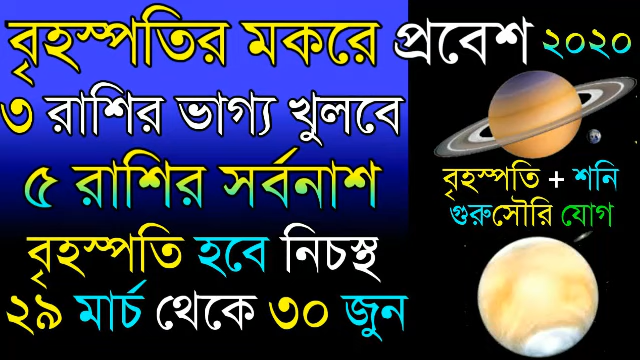 বৃহস্পতির মকরে প্রবেশ ২০২০
৩ রাশির ভাগ্য খুলবে
৫ রাশির সর্বনাশ
বৃহস্পতি + শনি
গুরুসৌরি যোগ
বৃহস্পতি হবে নিচস্থ
২৯ মার্চ থেকে ৩০ জুন